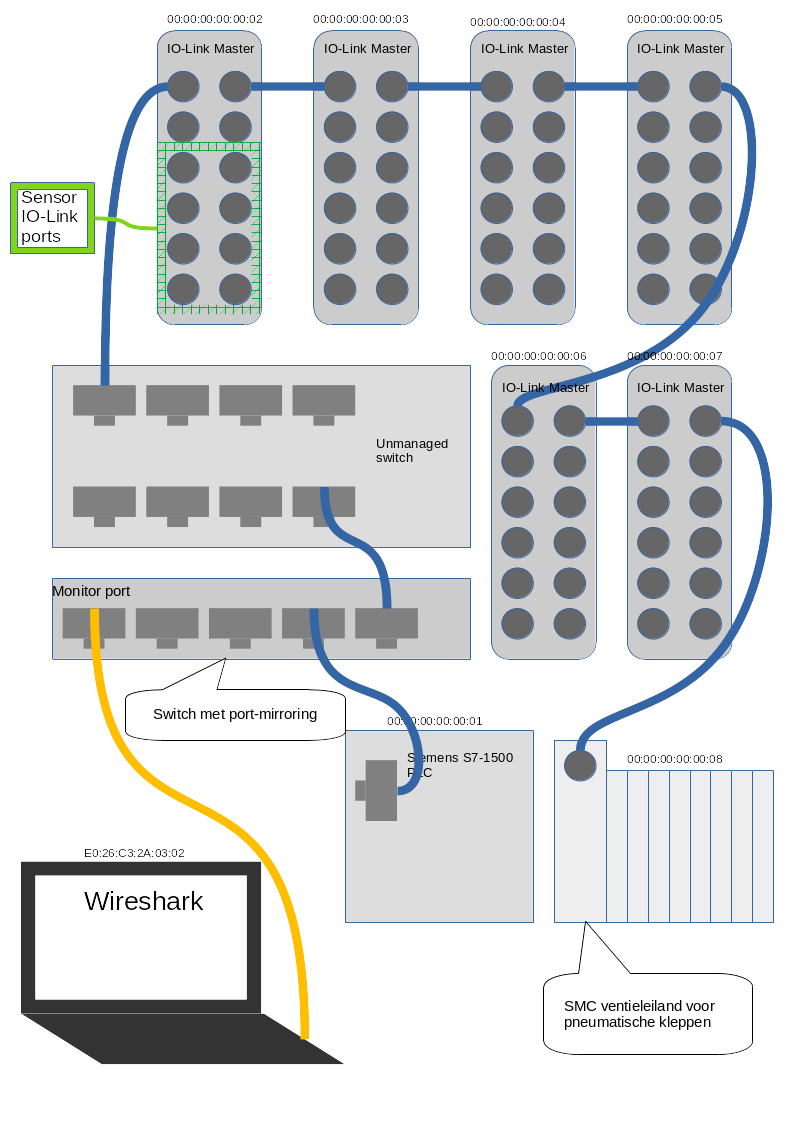 00:00:00:00:00:02
00:00:00:00:00:03
00:00:00:00:00:04
00:00:00:00:00:05
IO-Link Master
IO-Link Master
IO-Link Master
IO-Link Master
Sensor
IO-Link
ports
00:00:00:00:00:06
00:00:00:00:00:07
IO-Link Master
IO-Link Master
Unmanaged
switch
Monitor port
Switch met port-mirroring
00:00:00:00:00:01
Siemens S7-1500
PLC
00:00:00:00:00:08
E0:26:C3:2A:03:02
Wireshark
SMC ventieleiland voor
pneumatische kleppen